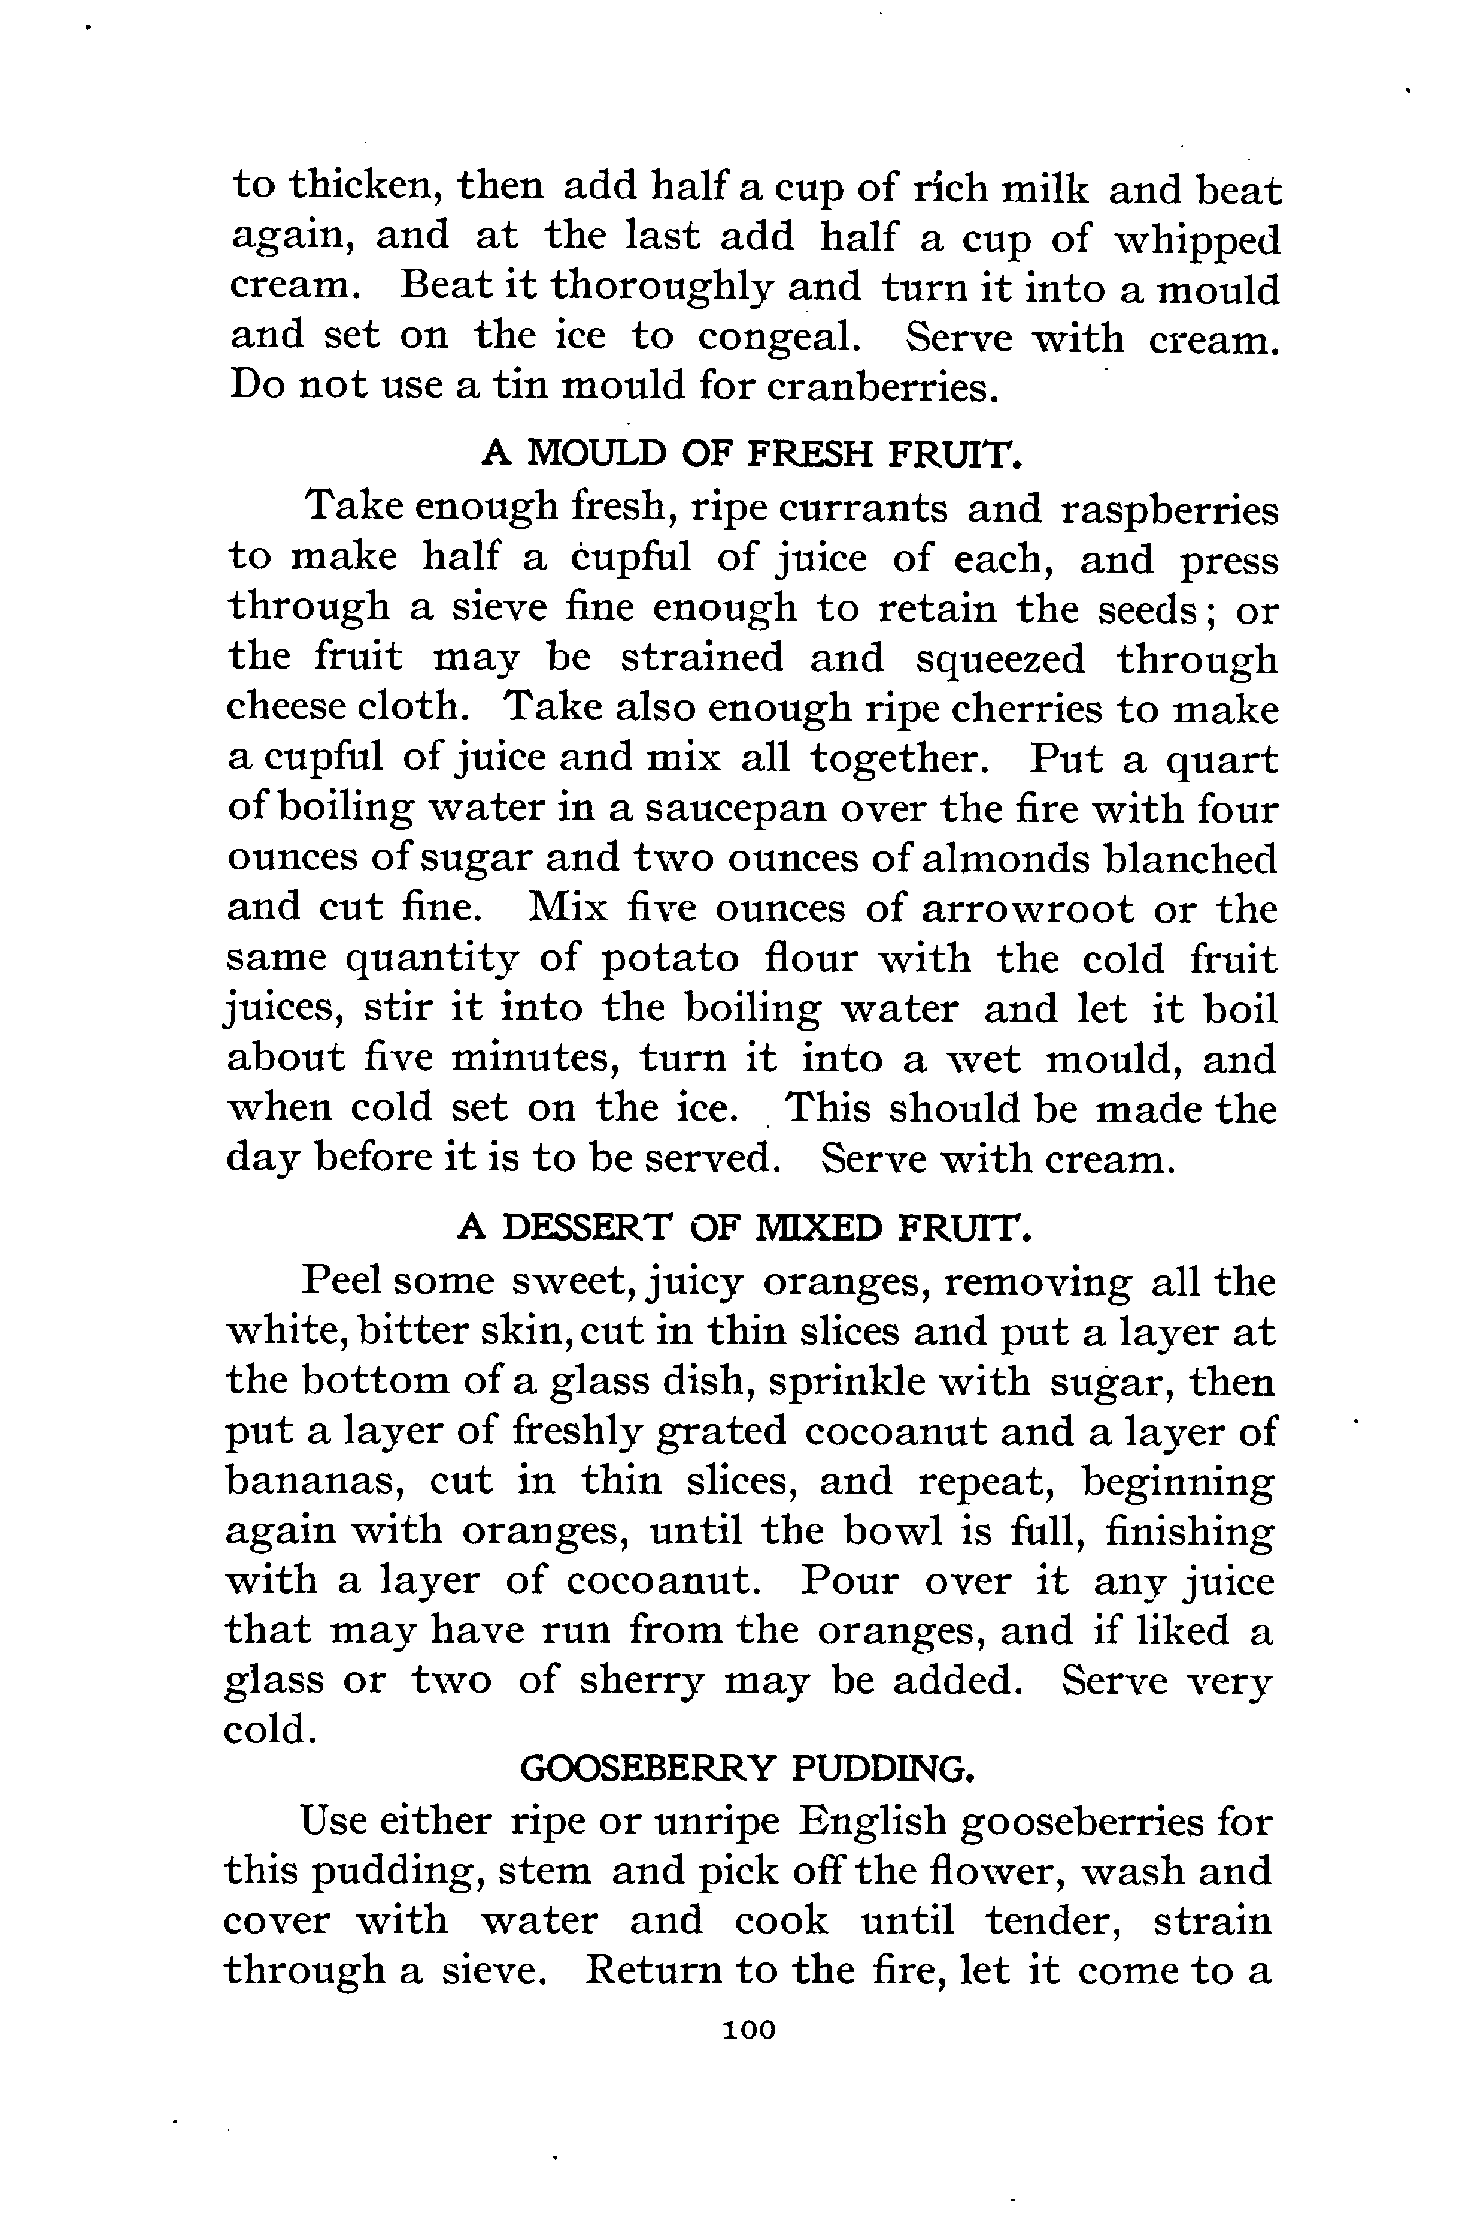 to thicken, then add half a cup of rich milk and beat
again, and at the last add half a cup of whipped
cream. Beat it thoroughly and turn it into a mould
and set on the ice to congeal. Serve with cream.
Do not use a tin mould for cranberries.
A MOULD OF FRESH FRUIT.
Take enough fresh, ripe currants and raspberries
to make half a cupful of juice of each, and press
through a sieve fine enough to retain the seeds; or
the fruit may be strained and squeezed through
cheese cloth. Take also enough ripe cherries to make
a cupful of juice and mix all together. Put a quart
of boiling water in a saucepan over the fire with four
ounces of sugar and two ounces of almonds blanched
and cut fine. Mix five ounces of arrowroot or the
same quantity of potato flour with the cold fruit
juices, stir it into the boiling water and let it boil
about five minutes, turn it into a wet mould, and
when cold set on the ice. This should be made the
day before it is to be served. Serve with cream.
A DESSERT OF MIXED FRUIT.
Peel some sweet, juicy oranges, removing all the
white, bitter skin, cut in thin slices and put a layer at
the bottom of a glass dish, sprinkle with sugar, then
put a layer of freshly grated cocoanut and a layer of
bananas, cut in thin slices, and repeat, beginning
again with oranges, until the bowl is full, finishing
with a layer of cocoanut. Pour over it any juice
that may have run from the oranges, and if liked a
glass or two of sherry may be added. Serve very
cold.
GOOSEBERRY PUDDING.
Use either ripe or unripe English gooseberries for
this pudding, stem and pick off the flower, wash and
cover with water and cook until tender, strain
through a sieve. Return to the fire, let it come to a
100